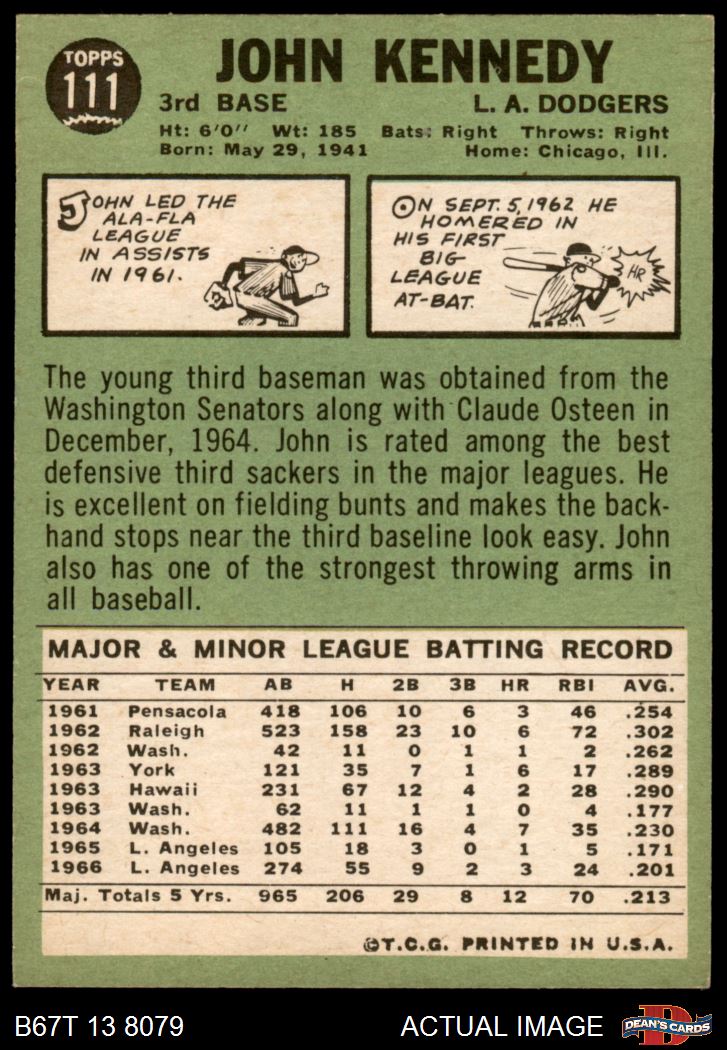 TOPPS
111
JOHN KENNEDY
3rd BASE L. A. DODGERS
Ht: 6'0" Wt: 185 Bats: Right Throws: Right
Born: May 29, 1941 Home: Chicago, Ill.
JOHN LED THE
ALA-FLA
LEAGUE
IN ASSISTS
IN 1961.
ON SEPT. 5, 1962 HE
HOMERED IN
HIS FIRST
BIG-
LEAGUE
AT-BAT.
HR
The young third baseman was obtained from the
Washington Senators along with Claude Osteen in
December, 1964. John is rated among the best
defensive third sackers in the major leagues. He
is excellent on fielding bunts and makes the back-
hand stops near the third baseline look easy. John
also has one of the strongest throwing arms in
all baseball.
MAJOR & MINOR LEAGUE BATTING RECORD
YEAR TEAM AB H 2B 3B HR RBI AVG.
1961 Pensacola 418 106 10 6 3 46 .254
1962 Raleigh 523 158 23 10 6 72 .302
1962 Wash. 42 11 0 1 1 2 .262
1963 York 121 35 7 1 6 17 .289
1963 Hawaii 231 67 12 4 2 28 .290
1963 Wash. 62 11 1 1 0 4 .177
1964 Wash. 482 111 16 4 7 35 .230
1965 L. Angeles 105 18 3 0 1 5 .171
1966 L. Angeles 274 55 9 2 3 24 .201
Maj. Totals 5 Yrs. 965 206 29 8 12 70 .213
©T.C.G. PRINTED IN U.S.A.
B67T 13 8079 ACTUAL IMAGE
D
DEAN'S CARDS